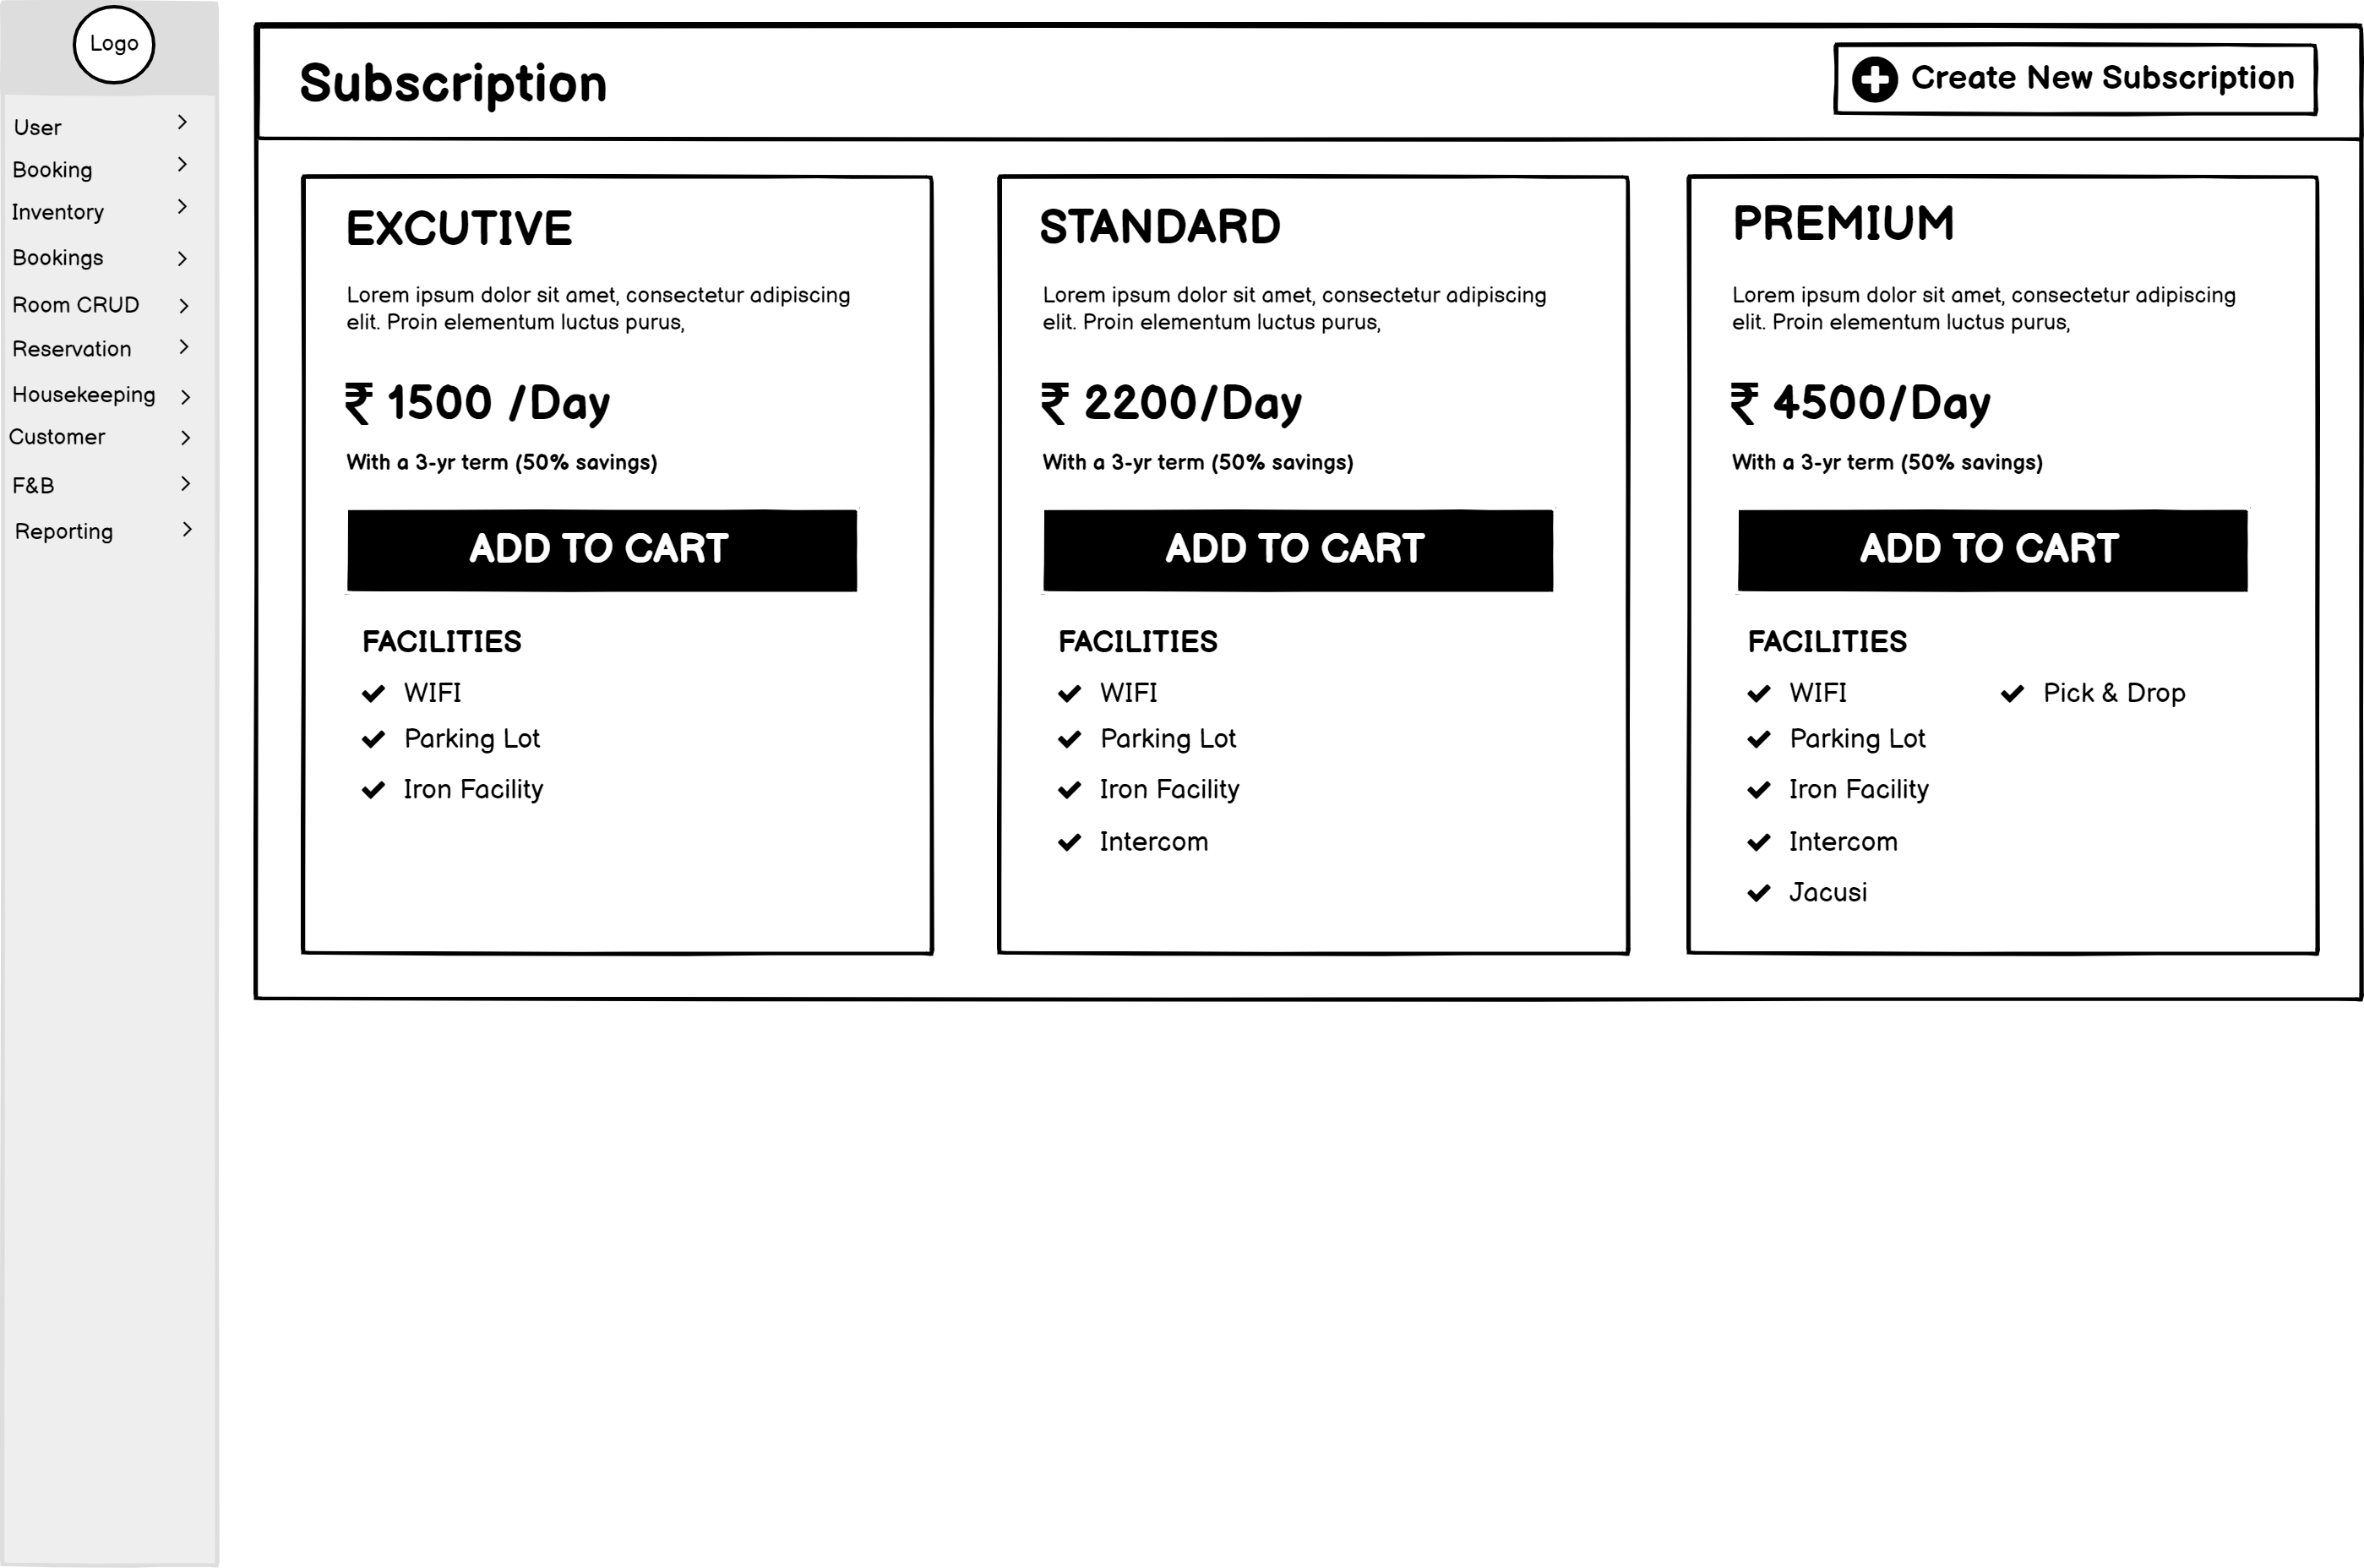 Logo
User
Booking
Inventory
Bookings
Room CRUD
Reservation
Housekeeping
Customer
F&B
Reporting
Subscription
Create New Subscription
EXCUTIVE
Lorem ipsum dolor sit amet, consectetur adipiscing
elit. Proin elementum luctus purus,
₹ 1500 /Day
With a 3-yr term (50% savings)
ADD TO CART
FACILITIES
WIFI
Parking Lot
Iron Facility
STANDARD
Lorem ipsum dolor sit amet, consectetur adipiscing
elit. Proin elementum luctus purus,
₹ 2200/Day
With a 3-yr term (50% savings)
ADD TO CART
FACILITIES
WIFI
Parking Lot
Iron Facility
Intercom
PREMIUM
Lorem ipsum dolor sit amet, consectetur adipiscing
elit. Proin elementum luctus purus,
₹ 4500/Day
With a 3-yr term (50% savings)
ADD TO CART
FACILITIES
WIFI
Parking Lot
Iron Facility
Intercom
Jacusi
Pick & Drop